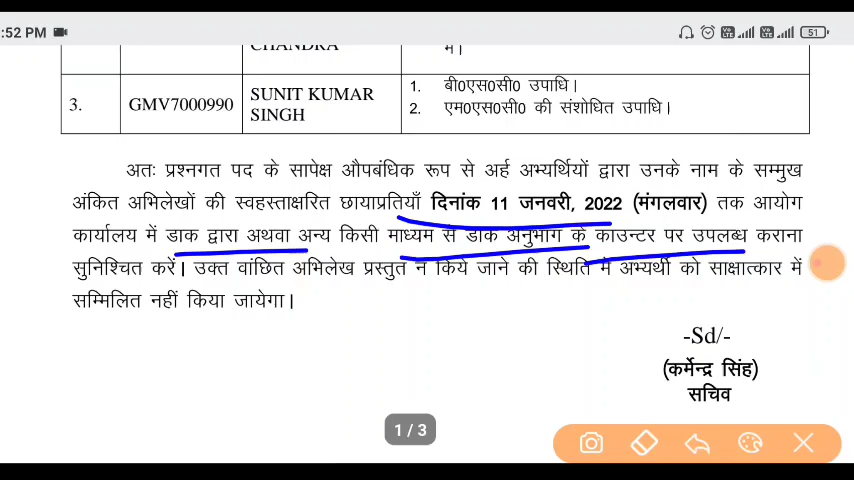 :52 PM
51
CHANDRA
में।
3.
GMV7000990
SUNIT KUMAR
SINGH
1. बी0एस0सी0 उपाधि।
2. एम0एस0सी0 की संशोधित उपाधि।
अतः प्रश्नगत पद के सापेक्ष औपबंधिक रूप से अर्ह अभ्यर्थियों द्वारा उनके नाम के सम्मुख
अंकित अभिलेखों की स्वहस्ताक्षरित छायाप्रतियाँ दिनांक 11 जनवरी, 2022 (मंगलवार) तक आयोग
कार्यालय में डाक द्वारा अथवा अन्य किसी माध्यम से डाक अनुभाग के काउन्टर पर उपलब्ध कराना
सुनिश्चित करें। उक्त वांछित अभिलेख प्रस्तुत न किये जाने की स्थिति में अभ्यर्थी को साक्षात्कार में
सम्मिलित नहीं किया जायेगा।
-Sd/-
(कर्मेन्द्र सिंह)
सचिव
1 / 3